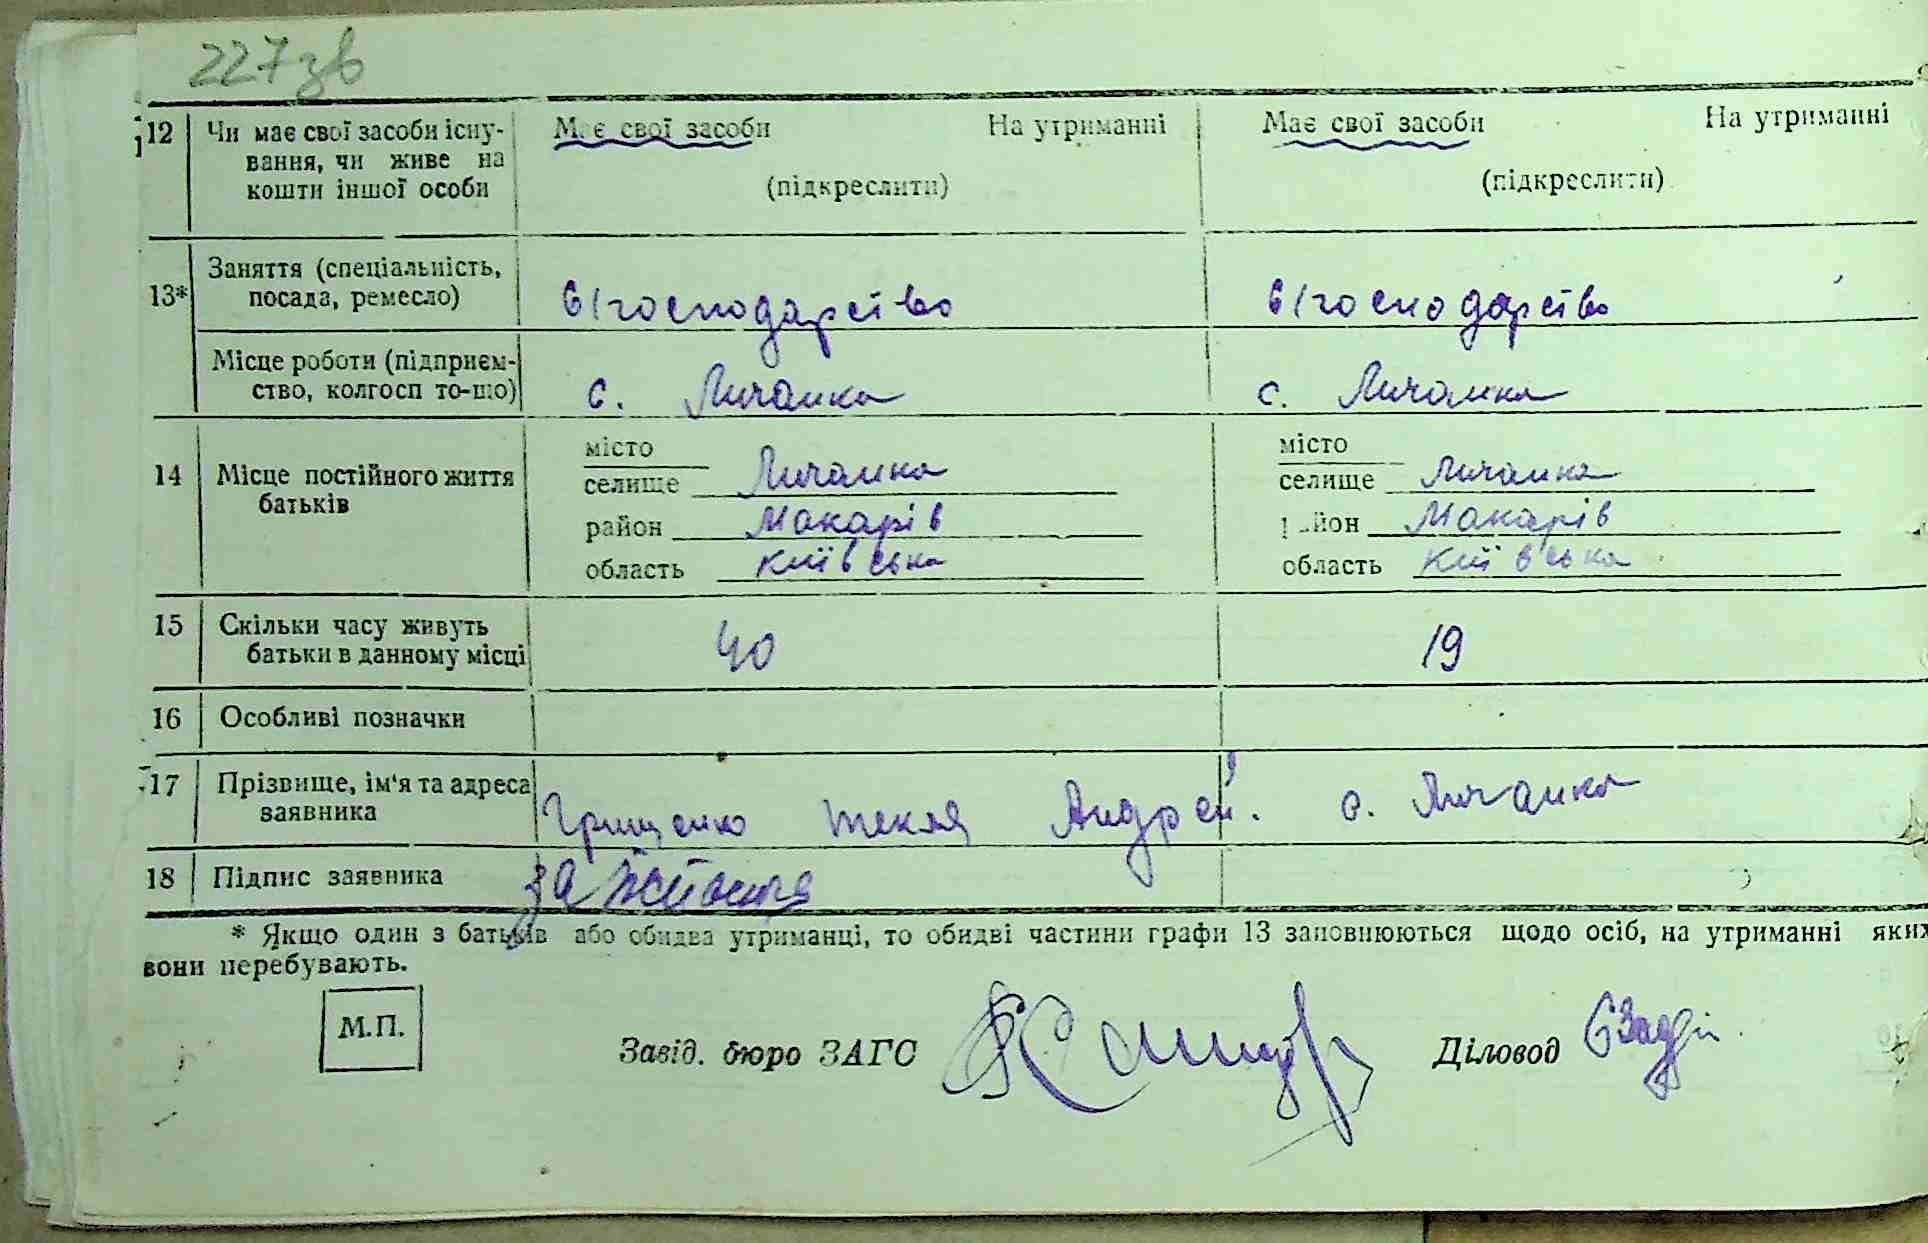 227зв
12 Чи має свої засоби існу- Має свої засоби На утриманні Має свої засоби На утриманні
вання, чи живе на
кошти іншої особи (підкреслити) (підкреслити)
Заняття (спеціальність,
13* посада, ремесло) с/господарство с/господарство
Місце роботи (підприєм-
ство, колгосп то-що) с. Личанка с. Личанка
місто місто
14 Місце постійного життя селище Личанка селище Личанка
батьків район Макарів район Макарів
область Київська область Київська
15 Скільки часу живуть
батьки в данному місці 40 19
16 Особливі позначки
17 Прізвище, ім'я та адреса
заявника Грищенко Текля Андрей. с. Личанка
18 Підпис заявника за
* Якщо один з батьків або обидва утриманці, то обидві частини графи 13 заповнюються щодо осіб, на утриманні яких
вони перебувають.
М.П. Завід. бюро ЗАГС Діловод